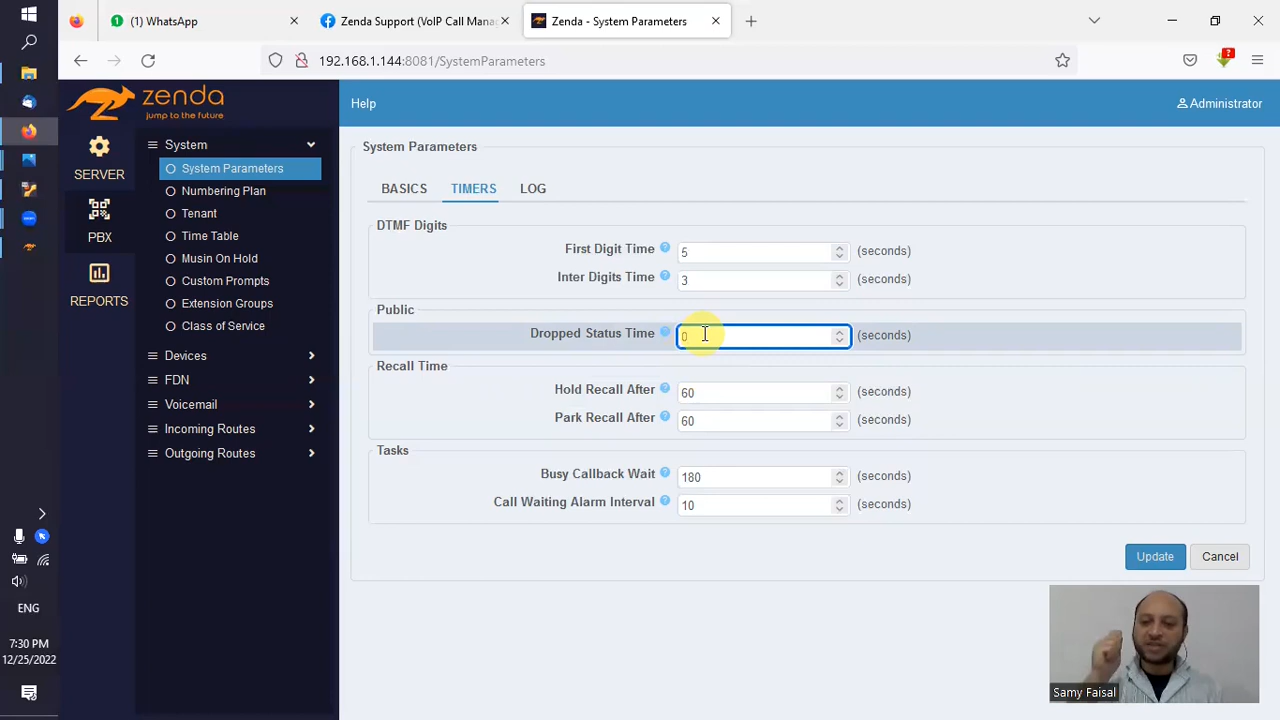 (1) WhatsApp
Zenda Support (VoIP Call Mana
Zenda - System Parameters
192.168.1.144:8081/SystemParameters
zenda
jump to the future
Help
Administrator
SERVER
PBX
REPORTS
System
System Parameters
Numbering Plan
Tenant
Time Table
Musin On Hold
Custom Prompts
Extension Groups
Class of Service
Devices
FDN
Voicemail
Incoming Routes
Outgoing Routes
System Parameters
BASICS TIMERS LOG
DTMF Digits
First Digit Time ? 5 (seconds)
Inter Digits Time ? 3 (seconds)
Public
Dropped Status Time ? 0 (seconds)
Recall Time
Hold Recall After ? 60 (seconds)
Park Recall After ? 60 (seconds)
Tasks
Busy Callback Wait ? 180 (seconds)
Call Waiting Alarm Interval ? 10 (seconds)
Update Cancel
Samy Faisal
ENG
7:30 PM
12/25/2022